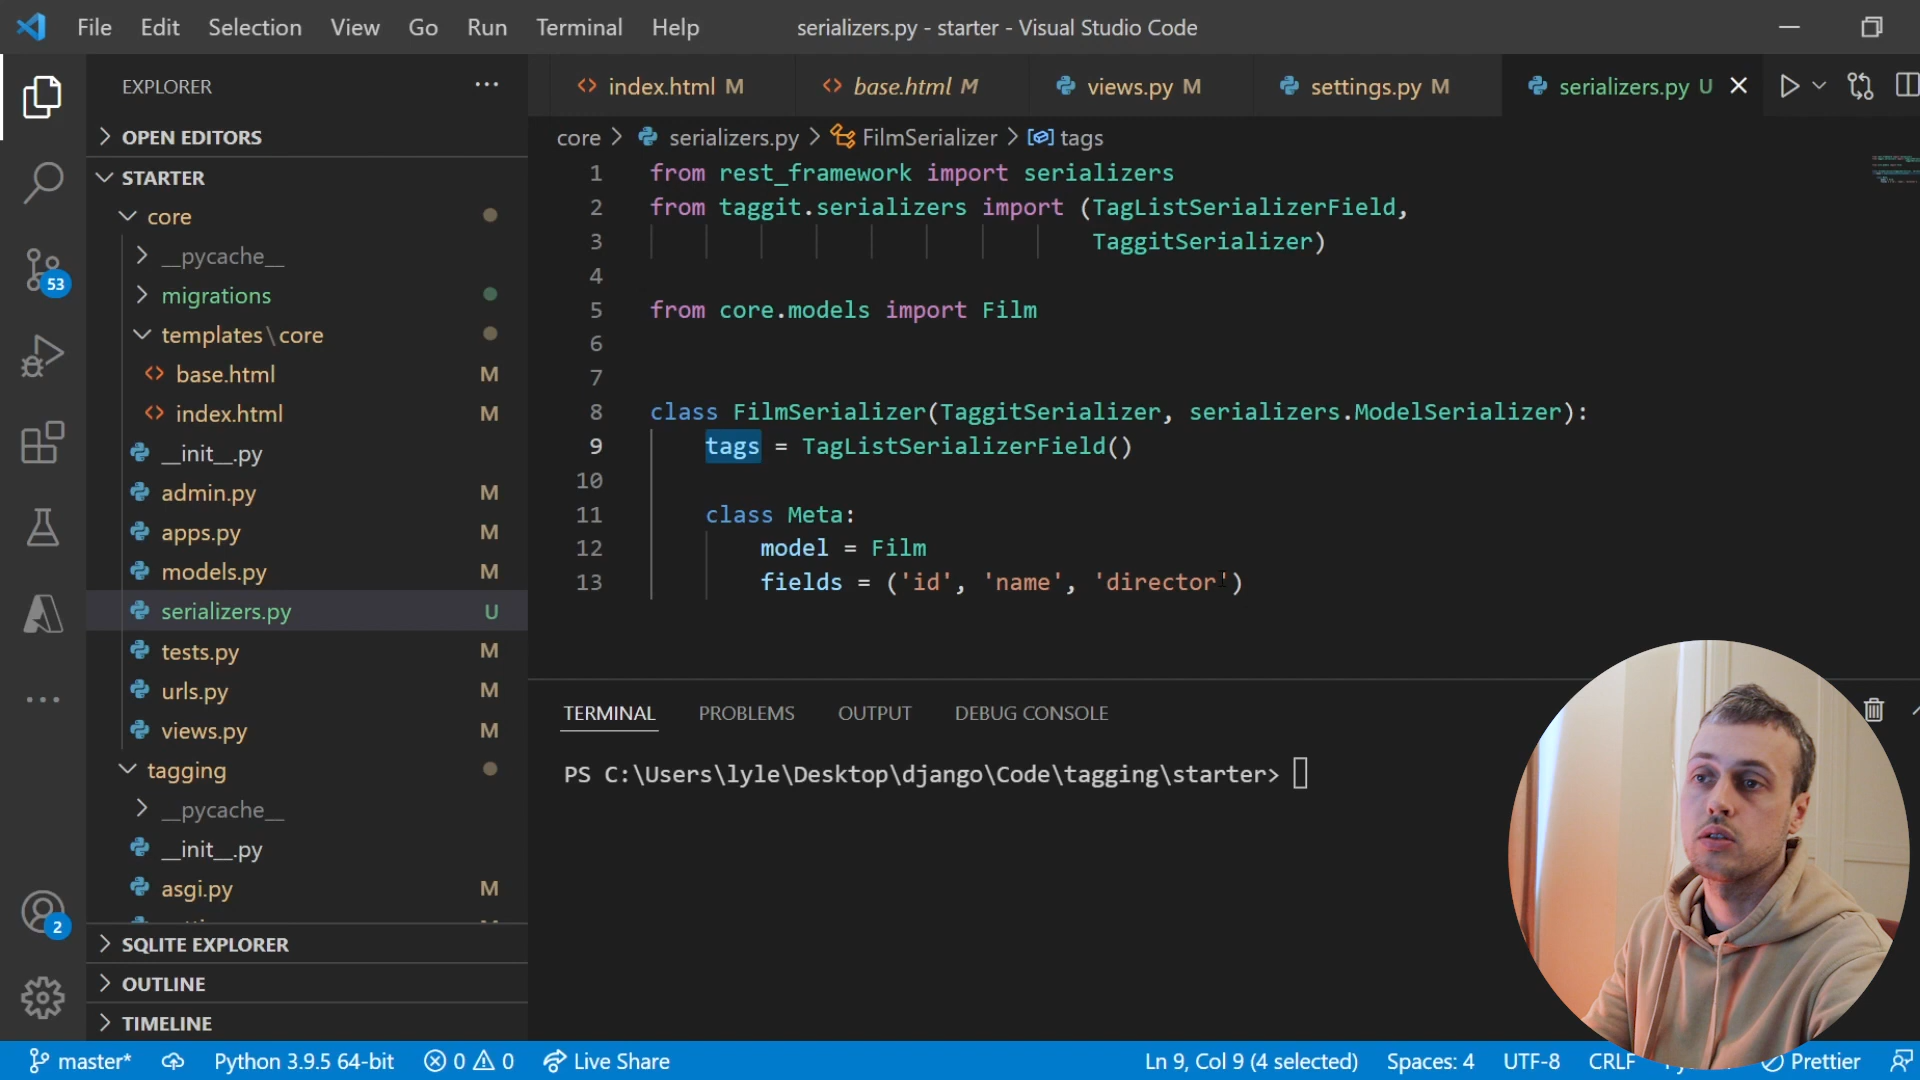 File Edit Selection View Go Run Terminal Help serializers.py - starter - Visual Studio Code
EXPLORER
OPEN EDITORS
STARTER
core
__pycache__
migrations
templates\core
base.html M
index.html M
__init__.py
admin.py M
apps.py M
models.py M
serializers.py U
tests.py M
urls.py M
views.py M
tagging
__pycache__
__init__.py
asgi.py M
SQLITE EXPLORER
OUTLINE
TIMELINE
53
2
index.html M base.html M views.py M settings.py M serializers.py U
core > serializers.py > FilmSerializer > tags
1 from rest_framework import serializers
2 from taggit.serializers import (TagListSerializerField,
3 TaggitSerializer)
4
5 from core.models import Film
6
7
8 class FilmSerializer(TaggitSerializer, serializers.ModelSerializer):
9 tags = TagListSerializerField()
10
11 class Meta:
12 model = Film
13 fields = ('id', 'name', 'director')
TERMINAL PROBLEMS OUTPUT DEBUG CONSOLE
PS C:\Users\lyle\Desktop\django\Code\tagging\starter>
master* Python 3.9.5 64-bit 0 0 Live Share Ln 9, Col 9 (4 selected) Spaces: 4 UTF-8 CRLF Prettier